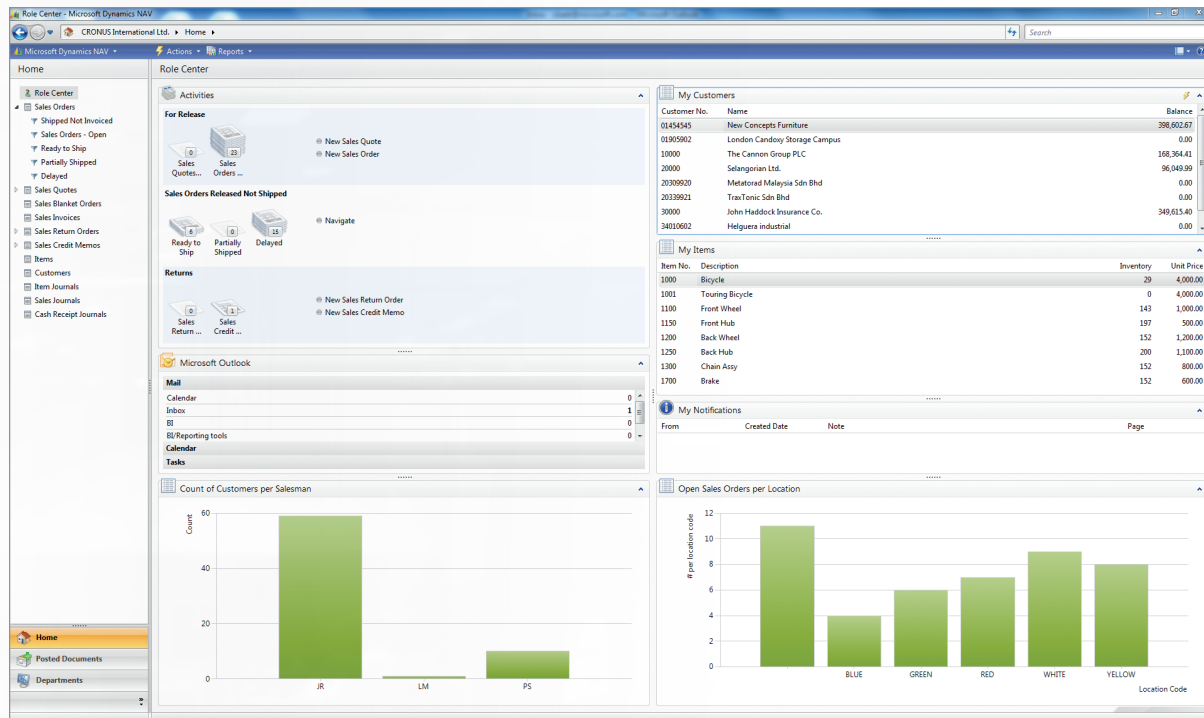 Role Center - Microsoft Dynamics NAV
CRONUS International Ltd. Home
Search
Microsoft Dynamics NAV Actions Reports
Home
Role Center
Sales Orders
Shipped Not Invoiced
Sales Orders - Open
Ready to Ship
Partially Shipped
Delayed
Sales Quotes
Sales Blanket Orders
Sales Invoices
Sales Return Orders
Sales Credit Memos
Items
Customers
Item Journals
Sales Journals
Cash Receipt Journals
Home
Posted Documents
Departments
Role Center
Activities
For Release
0
Sales
Quotes...
23
Sales
Orders ...
New Sales Quote
New Sales Order
Sales Orders Released Not Shipped
6
Ready to
Ship
0
Partially
Shipped
15
Delayed
Navigate
Returns
0
Sales
Return ...
1
Sales
Credit ...
New Sales Return Order
New Sales Credit Memo
Microsoft Outlook
Mail
Calendar 0
Inbox 1
BI 0
BI/Reporting tools 0
Calendar
Tasks
Count of Customers per Salesman
Count
60
40
20
0
JR LM PS
My Customers
Customer No. Name Balance
01454545 New Concepts Furniture 398,602.67
01905902 London Candoxy Storage Campus 0.00
10000 The Cannon Group PLC 168,364.41
20000 Selangorian Ltd. 96,049.99
20309920 Metatorad Malaysia Sdn Bhd 0.00
20339921 TraxTonic Sdn Bhd 0.00
30000 John Haddock Insurance Co. 349,615.40
34010602 Helguera industrial 0.00
My Items
Item No. Description Inventory Unit Price
1000 Bicycle 29 4,000.00
1001 Touring Bicycle 0 4,000.00
1100 Front Wheel 143 1,000.00
1150 Front Hub 197 500.00
1200 Back Wheel 152 1,200.00
1250 Back Hub 200 1,100.00
1300 Chain Assy 152 800.00
1700 Brake 152 600.00
My Notifications
From Created Date Note Page
Open Sales Orders per Location
# per location code
12
10
8
6
4
2
0
BLUE GREEN RED WHITE YELLOW
Location Code